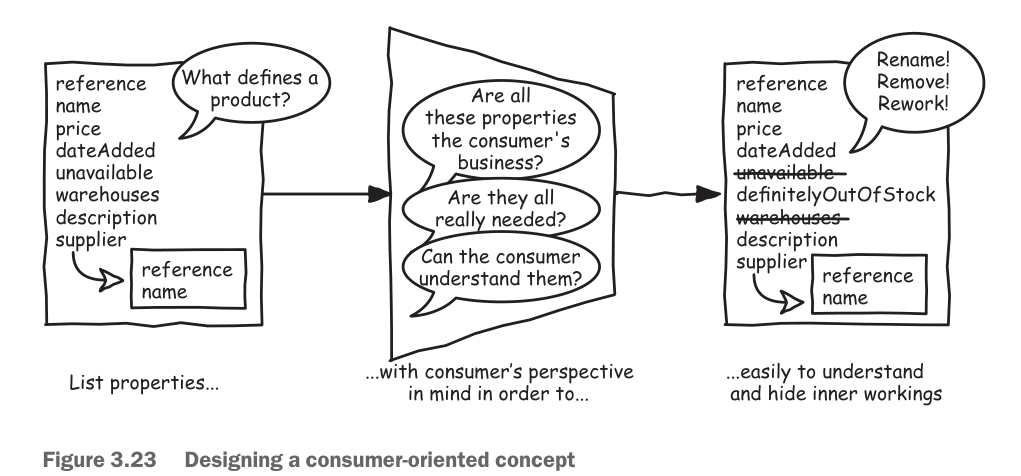 reference
name
price
dateAdded
unavailable
warehouses
description
supplier
reference
name
What defines a
product?
Are all
these properties
the consumer's
business?
Are they all
really needed?
Can the consumer
understand them?
reference
name
price
dateAdded
unavailable
definitelyOutOfStock
warehouses
description
supplier
reference
name
Rename!
Remove!
Rework!
List properties...
...with consumer's perspective
in mind in order to...
...easily to understand
and hide inner workings
Figure 3.23 Designing a consumer-oriented concept